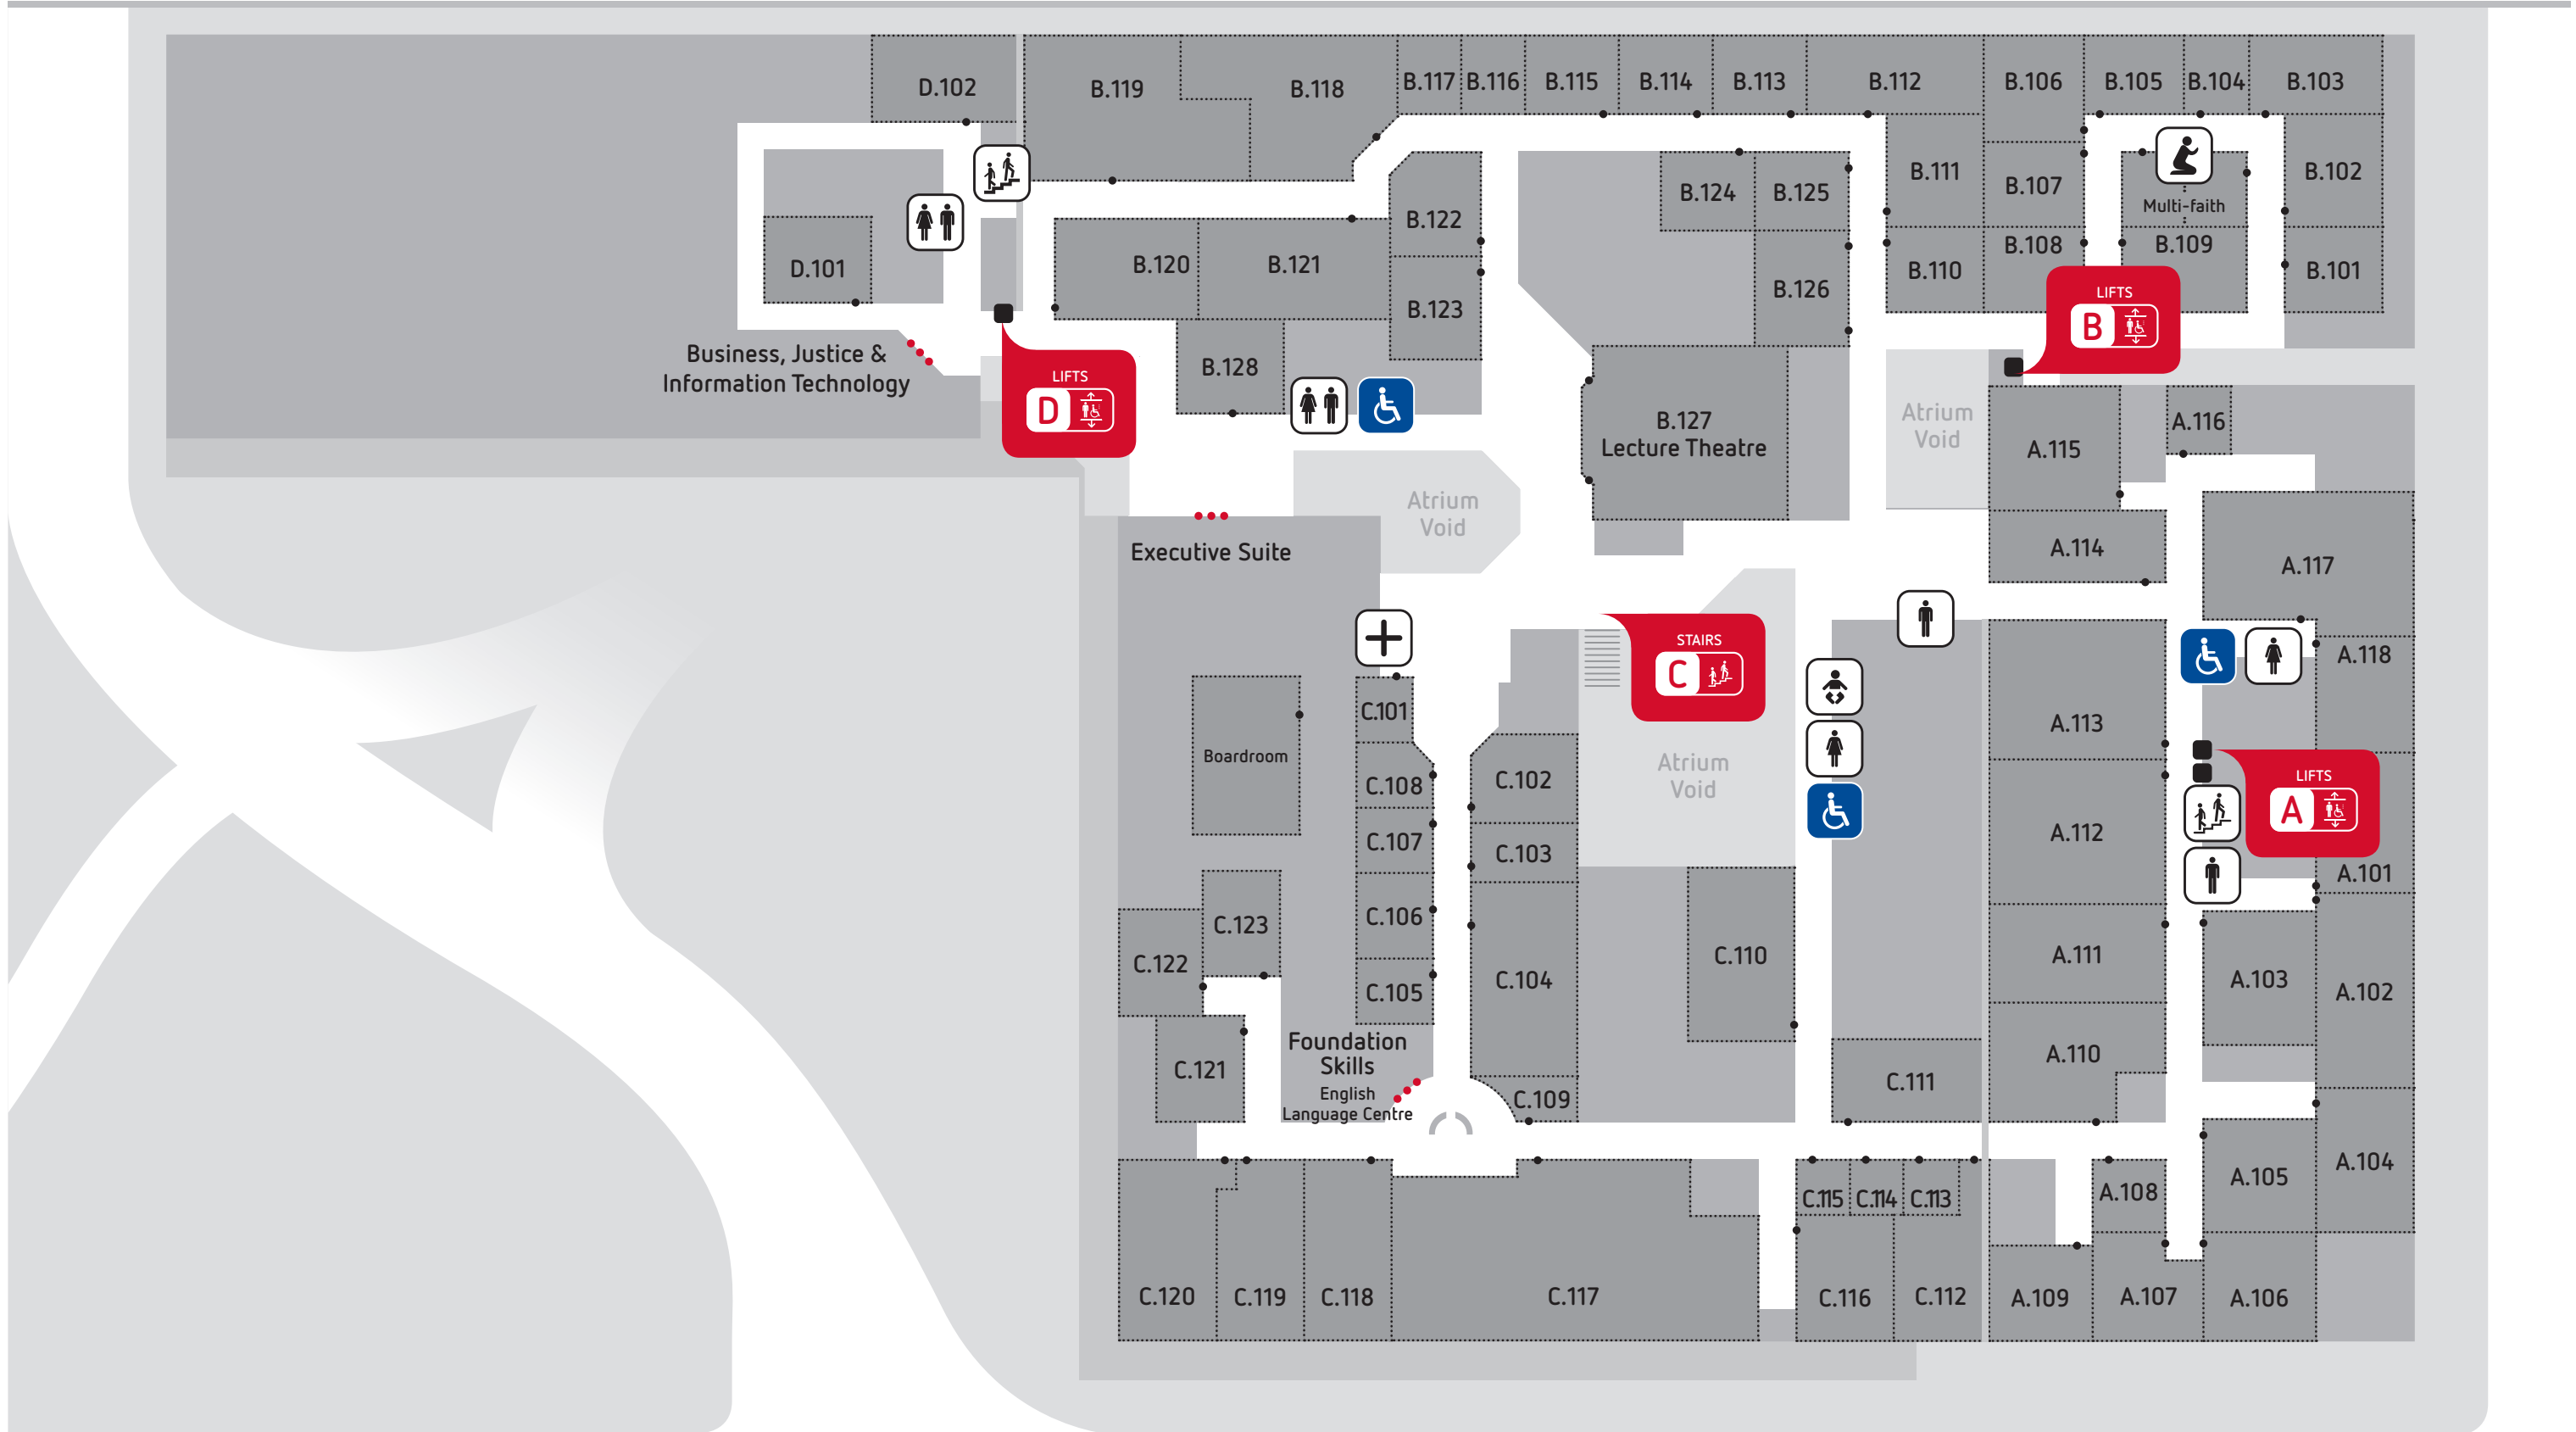 D.102
B.119
B.118
B.117
B.116
B.115
B.114
B.113
B.112
B.106
B.105
B.104
B.103
B.111
B.107
B.102
B.124
B.125
Multi-faith
B.122
B.120
B.121
B.108
B.109
B.110
B.101
D.101
B.126
B.123
LIFTS
B
Business, Justice &
Information Technology
B.128
LIFTS
D
B.127
Lecture Theatre
Atrium
Void
A.115
A.116
Atrium
Void
Executive Suite
A.114
A.117
STAIRS
C
A.118
C.101
A.113
Boardroom
Atrium
Void
C.108
C.102
LIFTS
A
C.107
C.103
A.112
A.101
C.123
C.106
C.122
C.104
C.110
A.111
A.103
A.102
C.105
Foundation
Skills
English
Language Centre
C.121
C.109
C.111
A.110
A.104
A.105
C.115
C.114
C.113
A.108
C.120
C.119
C.118
C.117
C.116
C.112
A.109
A.107
A.106